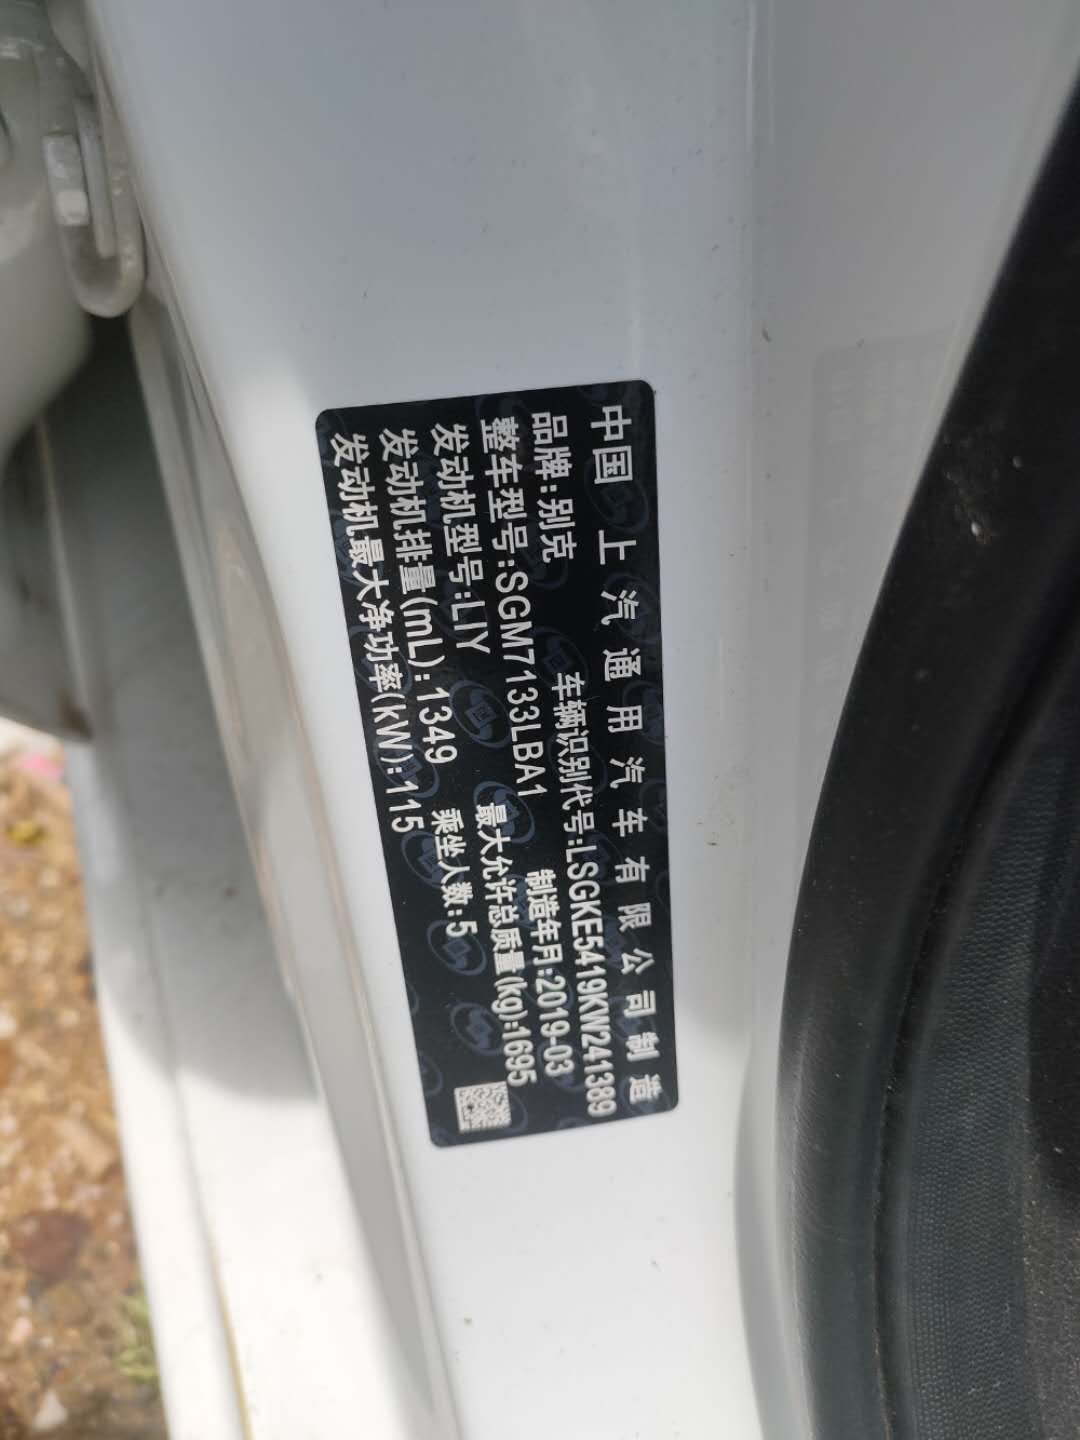 中国 上汽通用汽车有限公司制造
品牌:别克
车辆识别代号:LSGKE5419KW241389
整车型号:SGM7133LBA1
制造年月:2019-03
发动机型号:LIY
最大允许总质量(kg):1695
发动机排量(mL):1349
乘坐人数:5
发动机最大净功率(kW):115